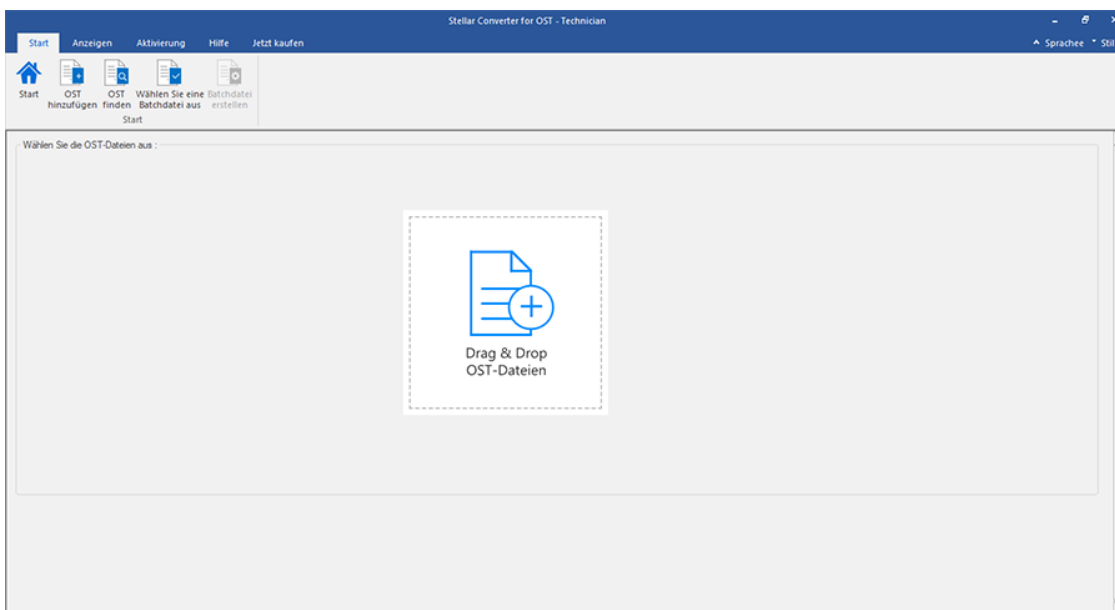 Stellar Converter for OST - Technician
Start Anzeigen Aktivierung Hilfe Jetzt kaufen
Sprachee Stil
Start
OST hinzufügen
OST finden
Wählen Sie eine Batchdatei aus
Batchdatei erstellen
Start
Wählen Sie die OST-Dateien aus :
Drag & Drop
OST-Dateien